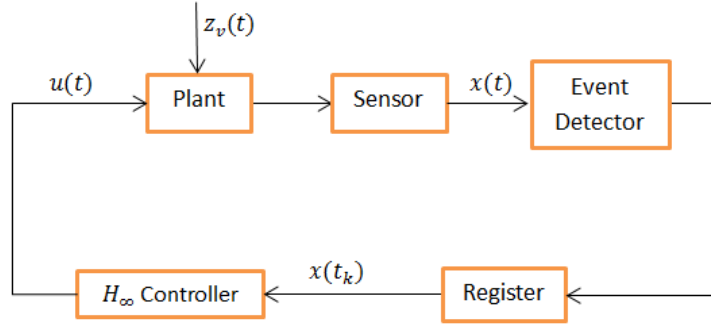 z_v(t)
u(t)
Plant
Sensor
x(t)
Event
Detector
H_∞ Controller
x(t_k)
Register